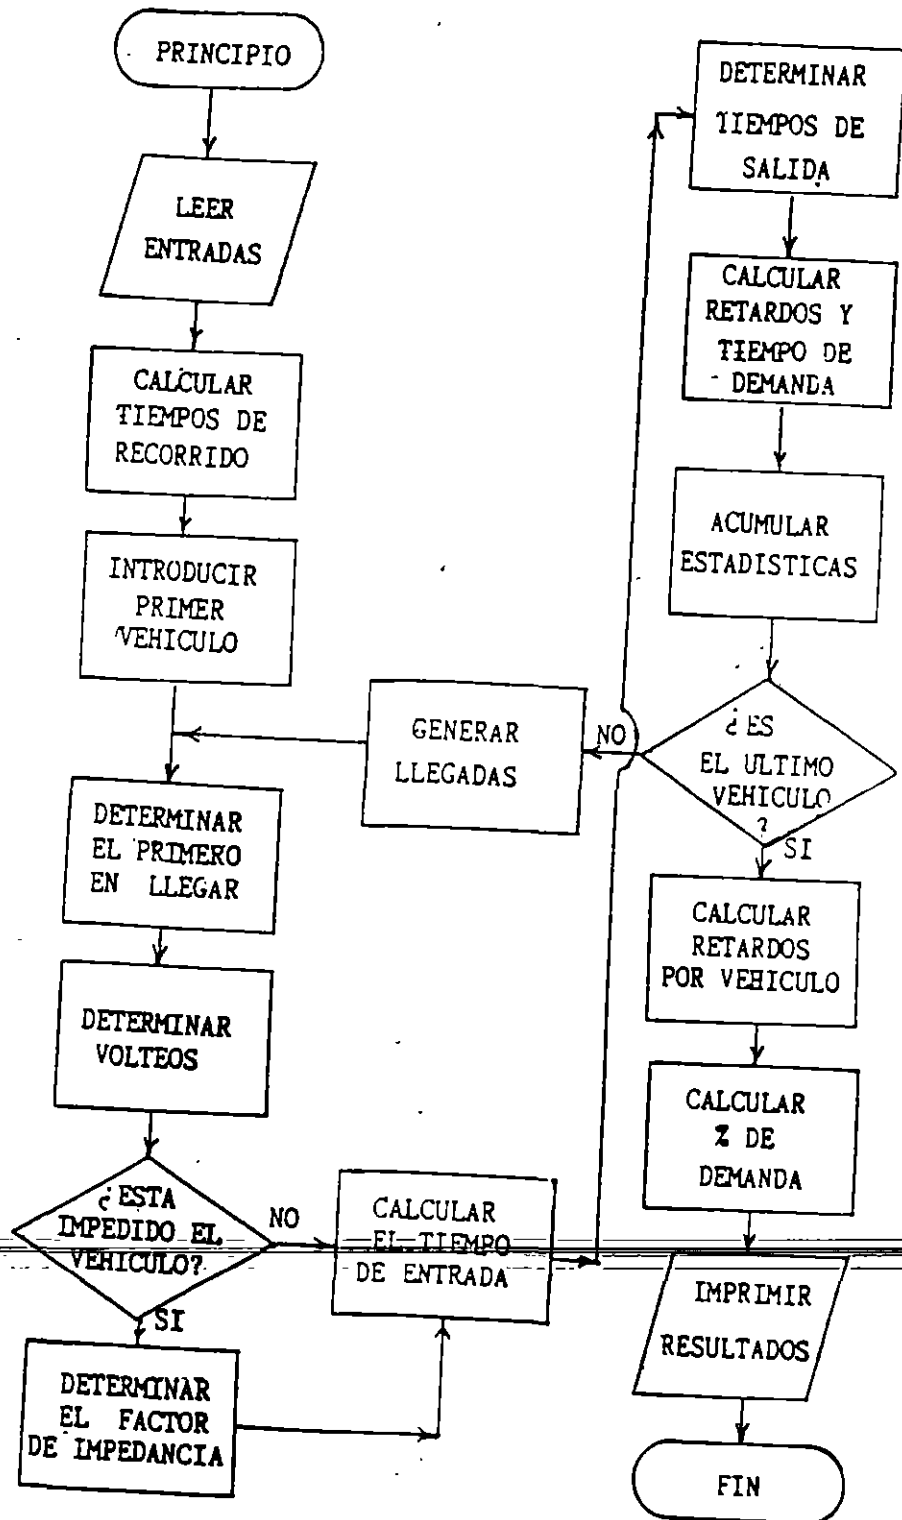 PRINCIPIO
LEER
ENTRADAS
CALCULAR
TIEMPOS DE
RECORRIDO
INTRODUCIR
PRIMER
VEHICULO
DETERMINAR
EL PRIMERO
EN LLEGAR
DETERMINAR
VOLTEOS
¿ESTA
IMPEDIDO EL
VEHICULO?
NO
SI
DETERMINAR
EL FACTOR
DE IMPEDANCIA
CALCULAR
EL TIEMPO
DE ENTRADA
DETERMINAR
TIEMPOS DE
SALIDA
CALCULAR
RETARDOS Y
TIEMPO DE
DEMANDA
ACUMULAR
ESTADISTICAS
¿ES
EL ULTIMO
VEHICULO
?
NO
GENERAR
LLEGADAS
SI
CALCULAR
RETARDOS
POR VEHICULO
CALCULAR
% DE
DEMANDA
IMPRIMIR
RESULTADOS
FIN